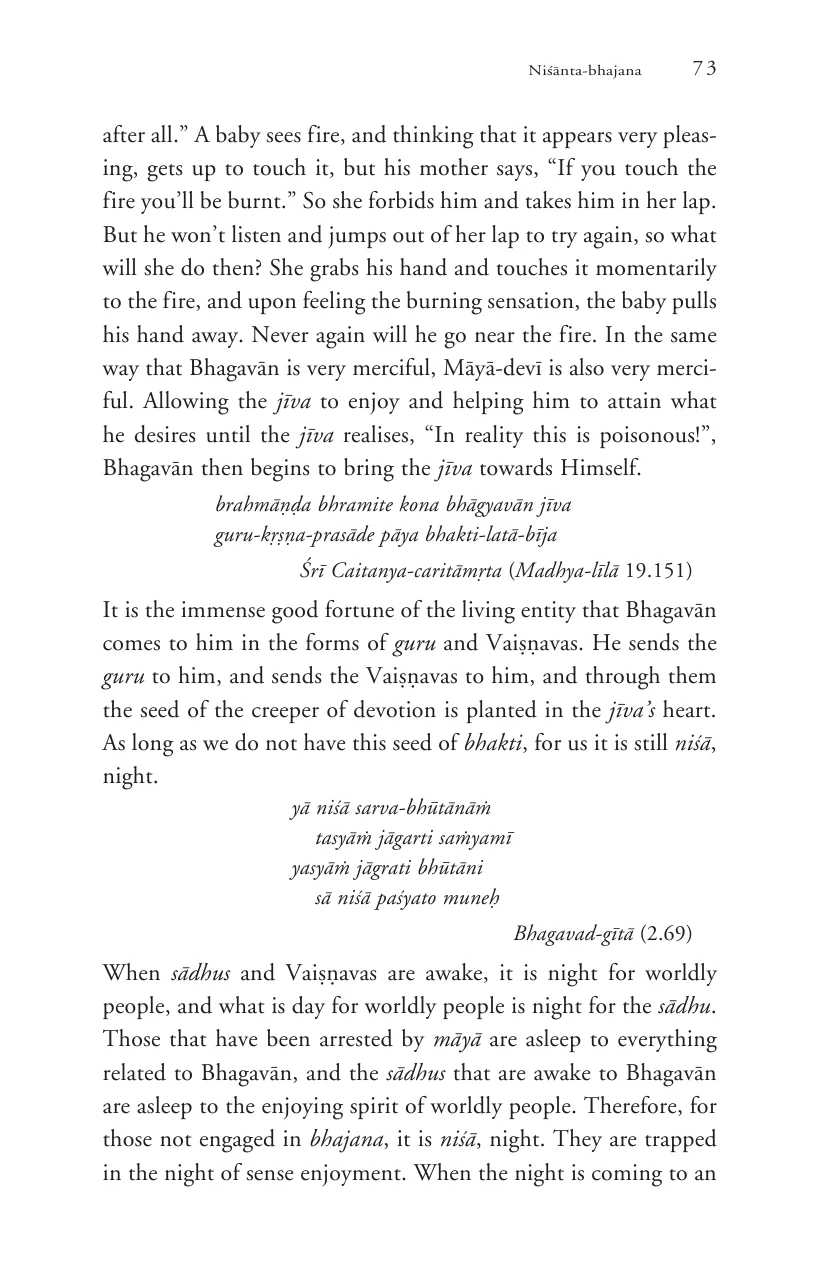 Niśānta-bhajana 73
after all.” A baby sees fire, and thinking that it appears very pleas-
ing, gets up to touch it, but his mother says, “If you touch the
fire you’ll be burnt.” So she forbids him and takes him in her lap.
But he won’t listen and jumps out of her lap to try again, so what
will she do then? She grabs his hand and touches it momentarily
to the fire, and upon feeling the burning sensation, the baby pulls
his hand away. Never again will he go near the fire. In the same
way that Bhagavān is very merciful, Māyā-devī is also very merci-
ful. Allowing the jīva to enjoy and helping him to attain what
he desires until the jīva realises, “In reality this is poisonous!”,
Bhagavān then begins to bring the jīva towards Himself.
brahmāṇḍa bhramite kona bhāgyavān jīva
guru-kṛṣṇa-prasāde pāya bhakti-latā-bīja
Śrī Caitanya-caritāmṛta (Madhya-līlā 19.151)
It is the immense good fortune of the living entity that Bhagavān
comes to him in the forms of guru and Vaiṣṇavas. He sends the
guru to him, and sends the Vaiṣṇavas to him, and through them
the seed of the creeper of devotion is planted in the jīva’s heart.
As long as we do not have this seed of bhakti, for us it is still niśā,
night.
yā niśā sarva-bhūtānāṁ
tasyāṁ jāgarti saṁyamī
yasyāṁ jāgrati bhūtāni
sā niśā paśyato muneḥ
Bhagavad-gītā (2.69)
When sādhus and Vaiṣṇavas are awake, it is night for worldly
people, and what is day for worldly people is night for the sādhu.
Those that have been arrested by māyā are asleep to everything
related to Bhagavān, and the sādhus that are awake to Bhagavān
are asleep to the enjoying spirit of worldly people. Therefore, for
those not engaged in bhajana, it is niśā, night. They are trapped
in the night of sense enjoyment. When the night is coming to an